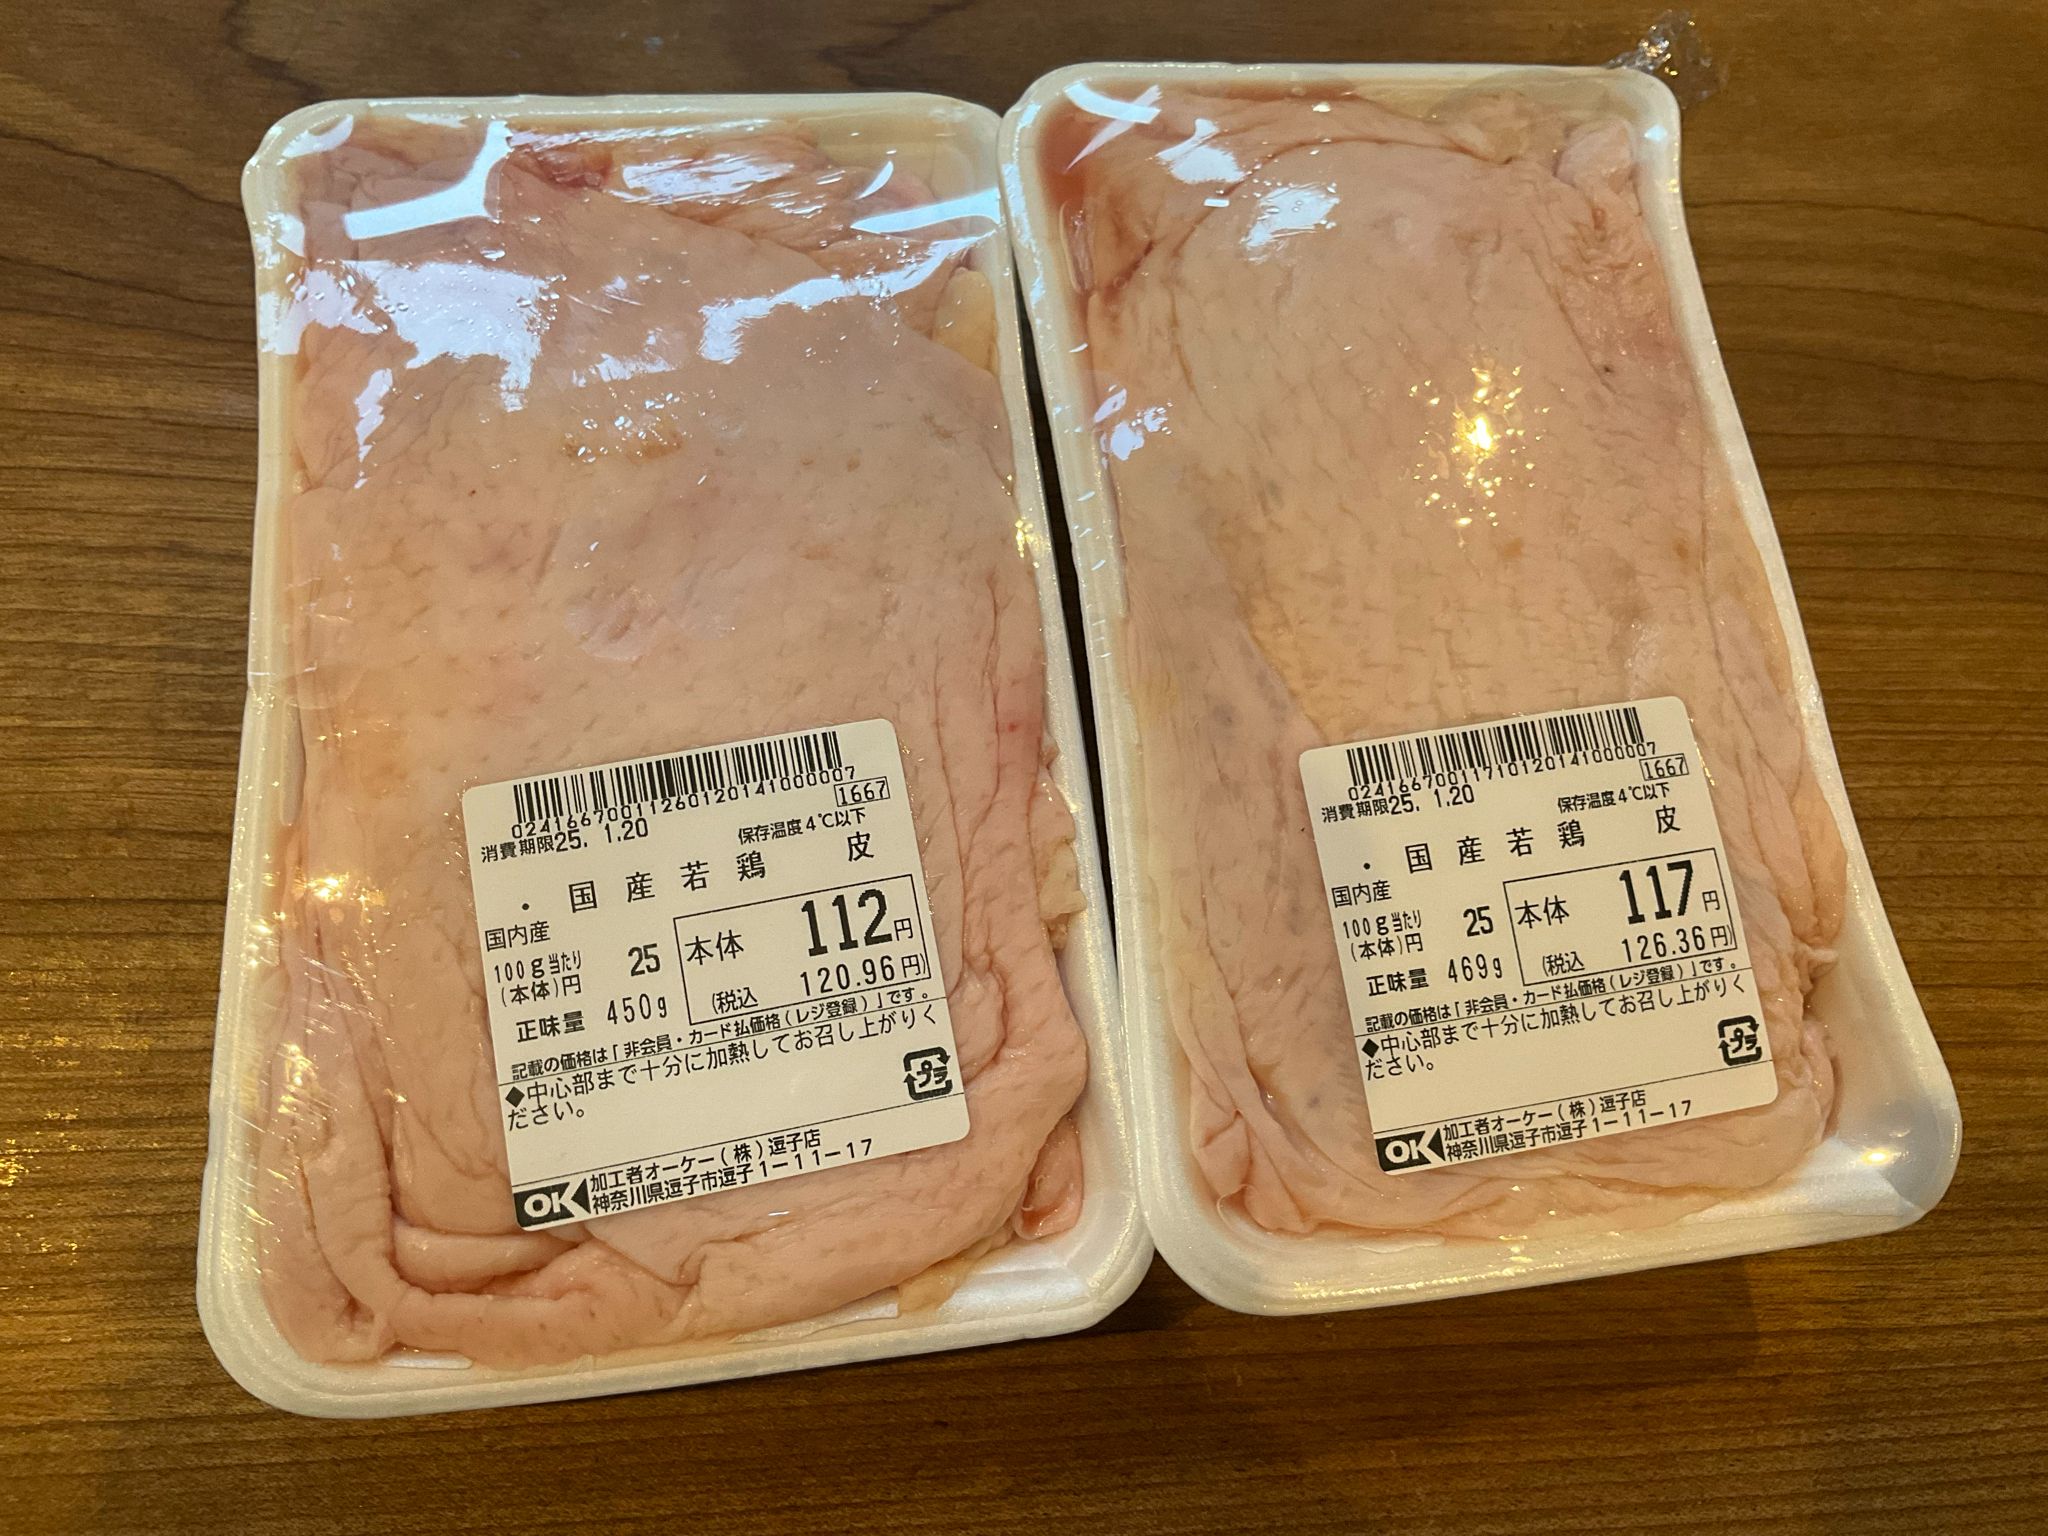 02416670011260120141000007
消費期限25. 1.20
1667
保存温度4℃以下
・ 国産若鶏 皮
国内産
100g当たり 25
(本体)円
本体 112円
(税込 120.96円)
正味量 450g
記載の価格は「非会員・カード払価格(レジ登録)」です。
◆中心部まで十分に加熱してお召し上がりく
ださい。
プラ
OK
加工者オーケー(株)逗子店
神奈川県逗子市逗子1-11-17
02416670011710120141000007
消費期限25. 1.20
1667
保存温度4℃以下
・ 国産若鶏 皮
国内産
100g当たり 25
(本体)円
本体 117円
(税込 126.36円)
正味量 469g
記載の価格は「非会員・カード払価格(レジ登録)」です。
◆中心部まで十分に加熱してお召し上がりく
ださい。
プラ
OK
加工者オーケー(株)逗子店
神奈川県逗子市逗子1-11-17